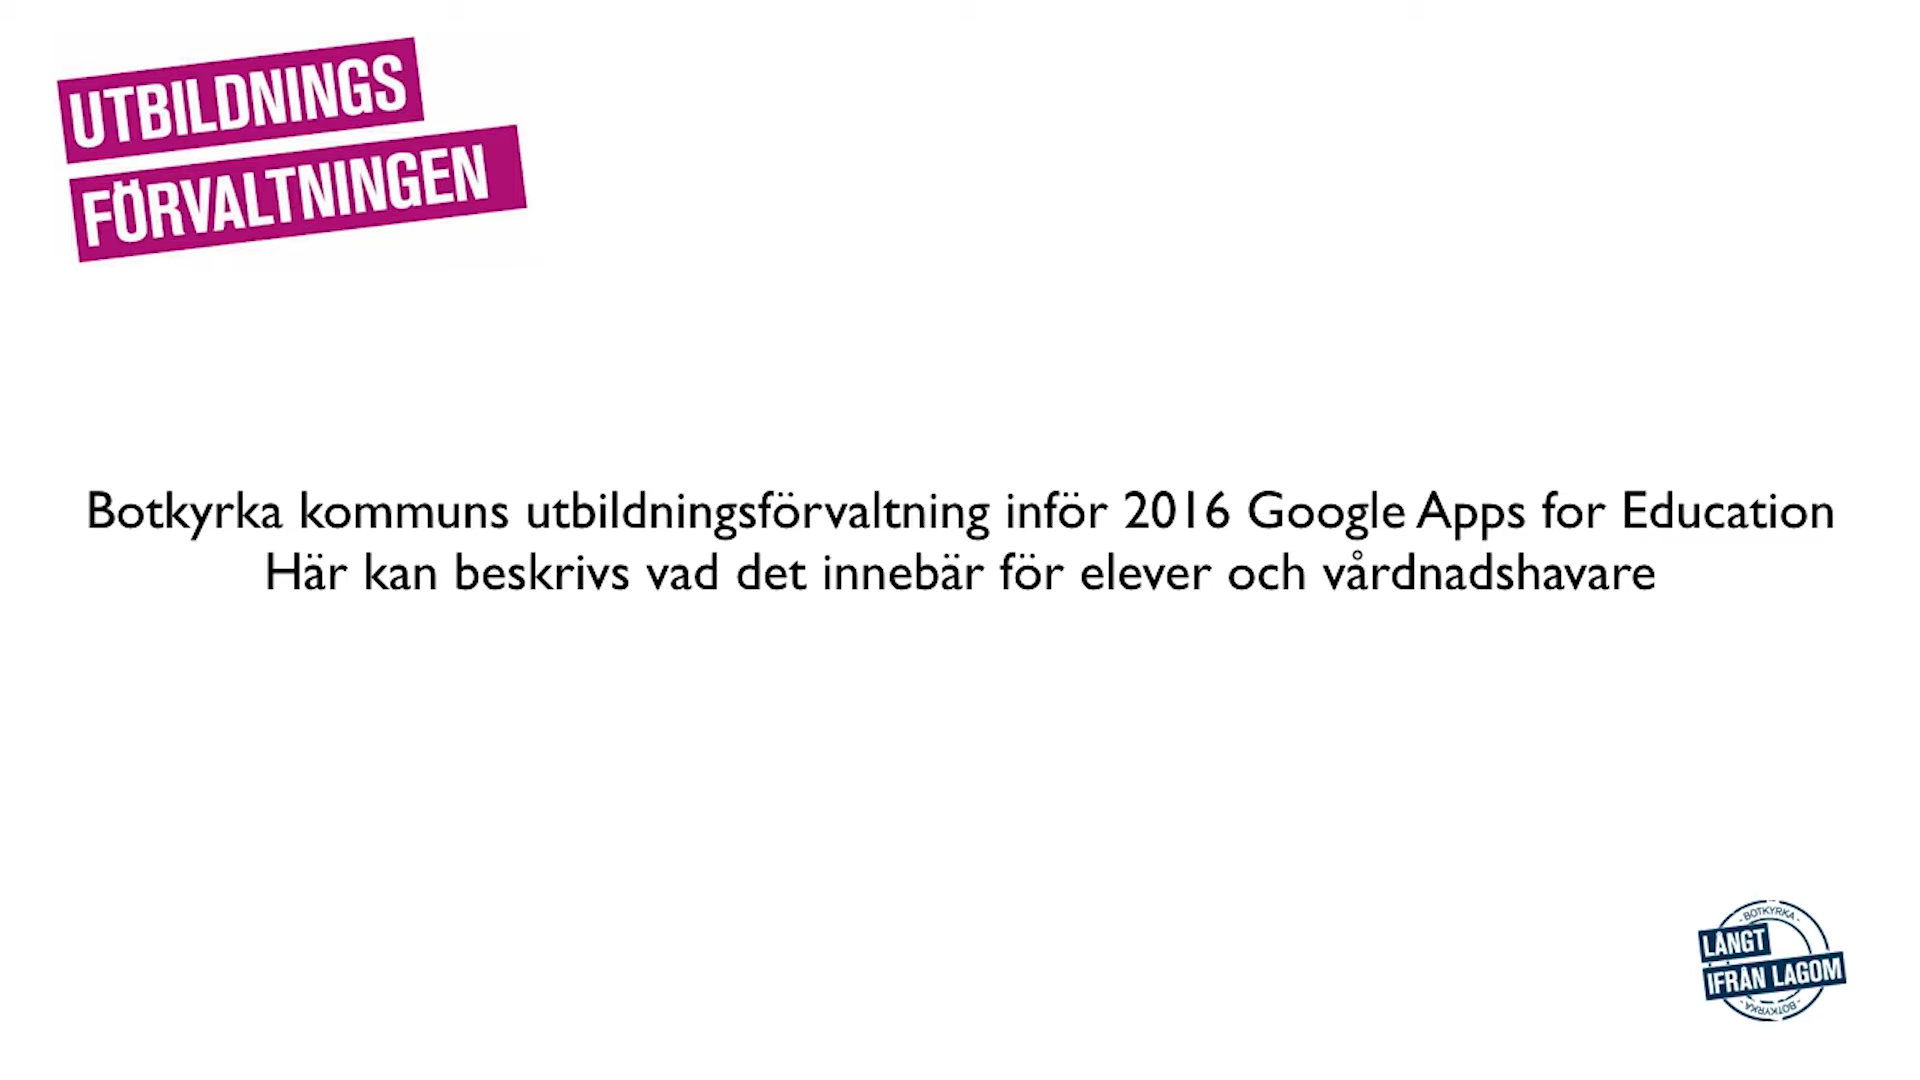 UTBILDNINGS
FÖRVALTNINGEN
Botkyrka kommuns utbildningsförvaltning inför 2016 Google Apps for Education
Här kan beskrivs vad det innebär för elever och vårdnadshavare
- BOTKYRKA -
LÅNGT
IFRÅN LAGOM
- BOTKYRKA -